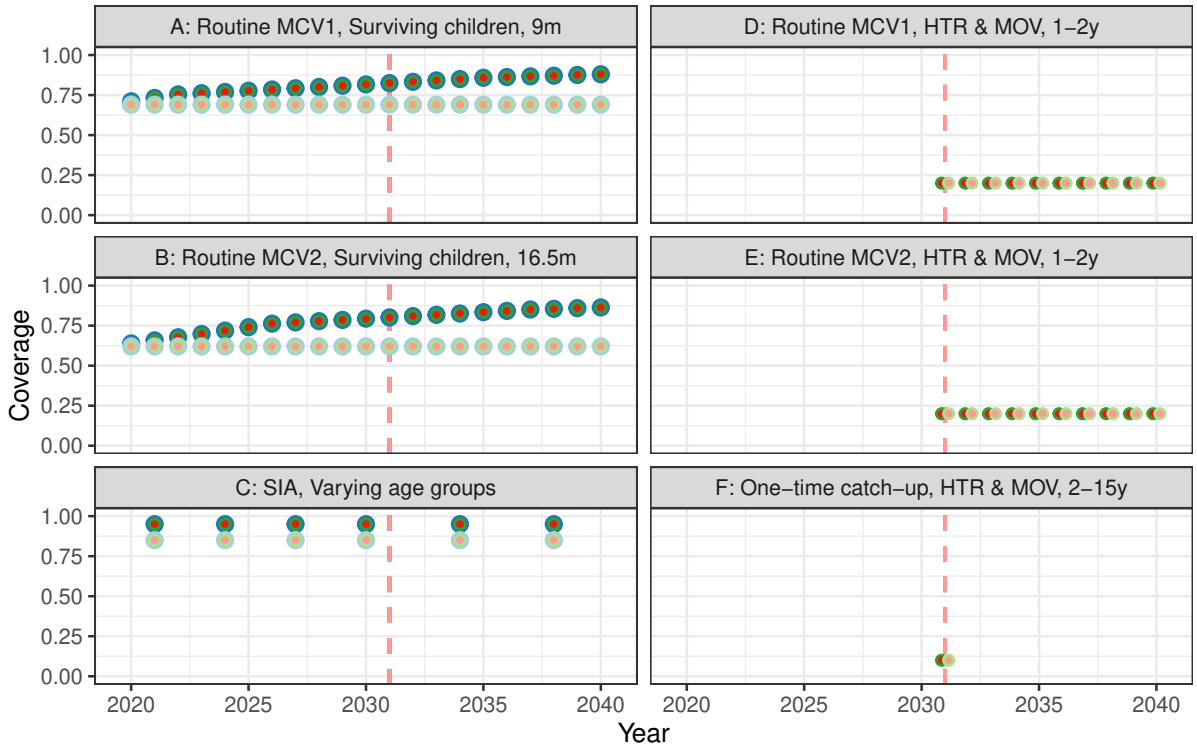 A: Routine MCV1, Surviving children, 9m
D: Routine MCV1, HTR & MOV, 1−2y
1.00
0.75
0.50
0.25
0.00
B: Routine MCV2, Surviving children, 16.5m
E: Routine MCV2, HTR & MOV, 1−2y
1.00
0.75
0.50
0.25
0.00
Coverage
C: SIA, Varying age groups
F: One−time catch−up, HTR & MOV, 2−15y
1.00
0.75
0.50
0.25
0.00
2020 2025 2030 2035 2040
2020 2025 2030 2035 2040
Year